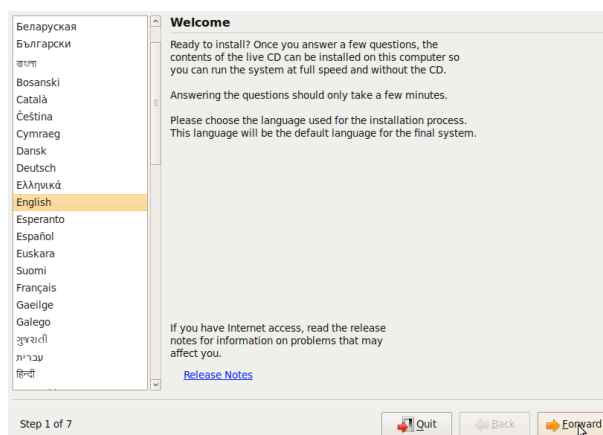 Беларуская
Български
বাংলা
Bosanski
Català
Čeština
Cymraeg
Dansk
Deutsch
Ελληνικά
English
Esperanto
Español
Euskara
Suomi
Français
Gaeilge
Galego
ગુજરાતી
עברית
हिन्दी
Welcome
Ready to install? Once you answer a few questions, the
contents of the live CD can be installed on this computer so
you can run the system at full speed and without the CD.
Answering the questions should only take a few minutes.
Please choose the language used for the installation process.
This language will be the default language for the final system.
If you have Internet access, read the release
notes for information on problems that may
affect you.
Release Notes
Step 1 of 7
Quit
Back
Forward